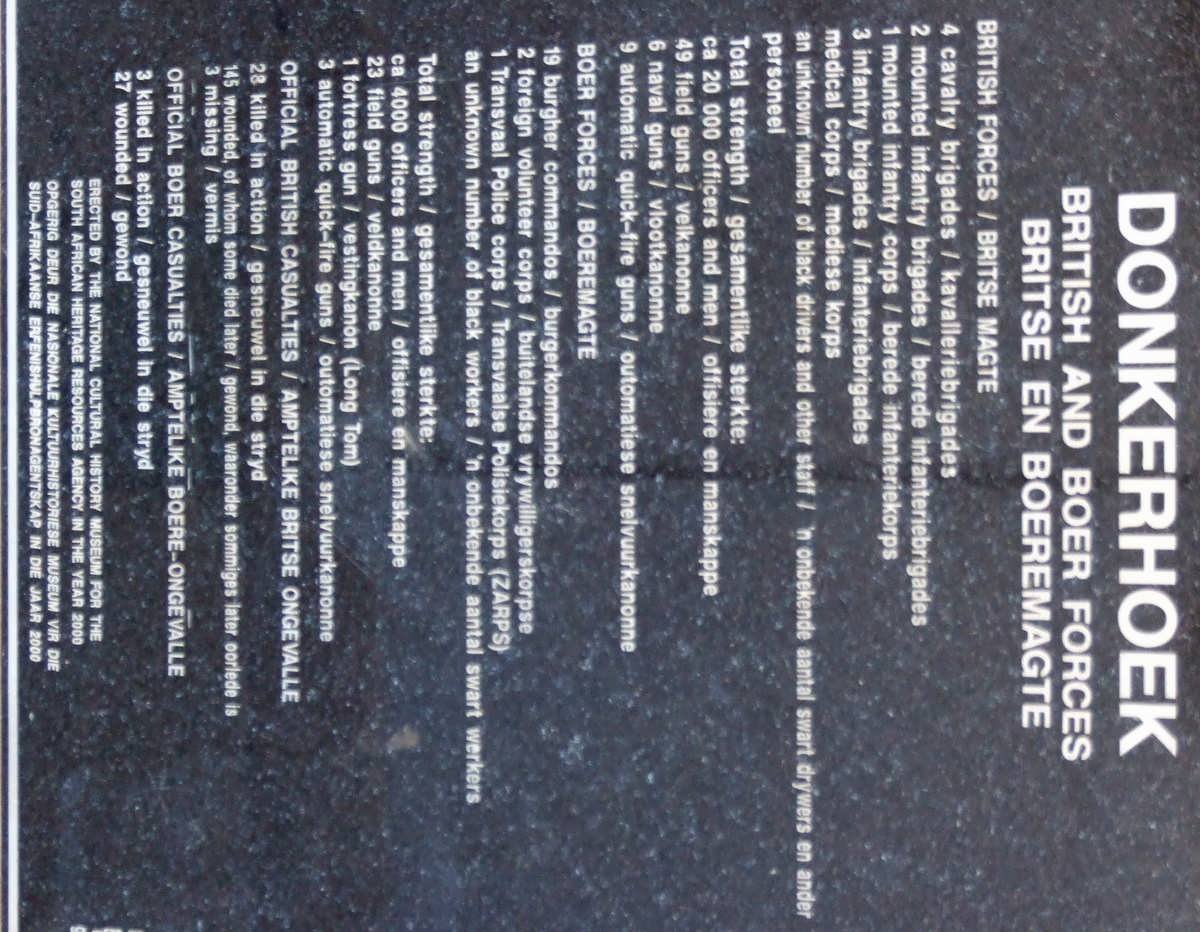 DONKERHOEK
BRITISH AND BOER FORCES
BRITSE EN BOEREMAGTE
BRITISH FORCES / BRITSE MAGTE
4 cavalry brigades / kavalleriebrigades
2 mounted infantry brigades / berede infanteriebrigades
1 mounted infantry corps / berede infanteriekorps
3 infantry brigades / infanteriebrigades
medical corps / mediese korps
an unknown number of black drivers and other staff / 'n onbekende aantal swart drywers en ander
personeel
Total strength / gesamentlike sterkte:
ca 20 000 officers and men / offisiere en manskappe
49 field guns / velkanonne
6 naval guns / vlootkanonne
9 automatic quick-fire guns / outomatiese snelvuurkanonne
BOER FORCES / BOEREMAGTE
19 burgher commandos / burgerkommandos
2 foreign volunteer corps / buitelandse vrywilligerskorpse
1 Transvaal Police corps / Transvaalse Polisiekorps (ZARPS)
an unknown number of black workers / 'n onbekende aantal swart werkers
Total strength / gesamentlike sterkte:
ca 4000 officers and men / offisiere en manskappe
23 field guns / veldkanonne
1 fortress gun / vestingkanon (Long Tom)
3 automatic quick-fire guns / outomatiese snelvuurkanonne
OFFICIAL BRITISH CASUALTIES / AMPTELIKE BRITSE ONGEVALLE
28 killed in action / gesneuwel in die stryd
145 wounded, of whom some died later / gewond, waaronder sommiges later oorlede is
3 missing / vermis
OFFICIAL BOER CASUALTIES / AMPTELIKE BOERE-ONGEVALLE
3 killed in action / gesneuwel in die stryd
27 wounded / gewond
ERECTED BY THE NATIONAL CULTURAL HISTORY MUSEUM FOR THE
SOUTH AFRICAN HERITAGE RESOURCES AGENCY IN THE YEAR 2000
OPGERIG DEUR DIE NASIONALE KULTUURHISTORIESE MUSEUM VIR DIE
SUID-AFRIKAANSE ERFENISHULPBRONAGENTSKAP, IN DIE JAAR 2000